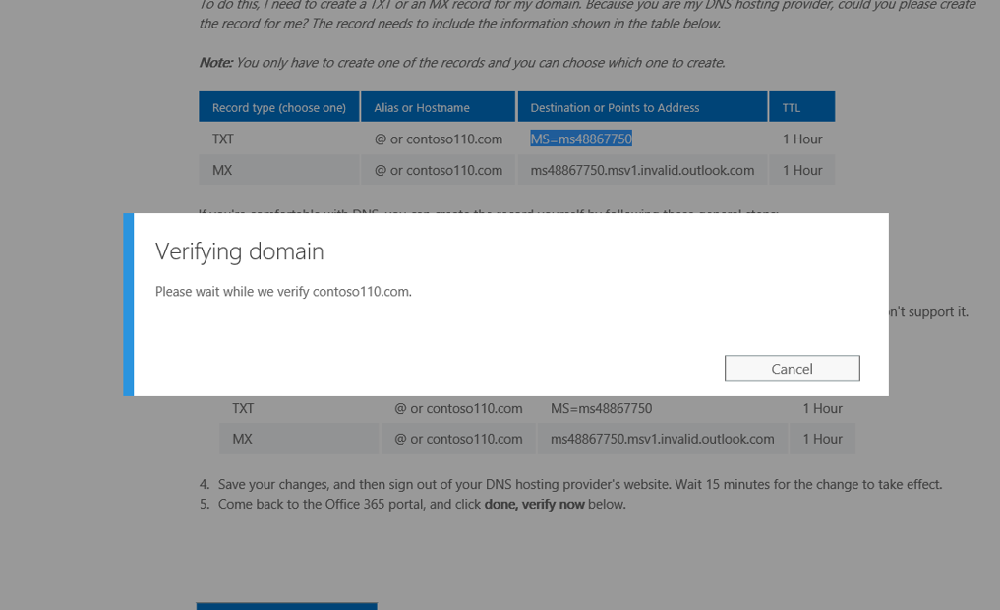 To do this, I need to create a TXT or an MX record for my domain. Because you are my DNS hosting provider, could you please create
the record for me? The record needs to include the information shown in the table below.
Note: You only have to create one of the records and you can choose which one to create.
Record type (choose one) Alias or Hostname Destination or Points to Address TTL
TXT @ or contoso110.com MS=ms48867750 1 Hour
MX @ or contoso110.com ms48867750.msv1.invalid.outlook.com 1 Hour
Verifying domain
Please wait while we verify contoso110.com.
n't support it.
Cancel
TXT @ or contoso110.com MS=ms48867750 1 Hour
MX @ or contoso110.com ms48867750.msv1.invalid.outlook.com 1 Hour
4. Save your changes, and then sign out of your DNS hosting provider's website. Wait 15 minutes for the change to take effect.
5. Come back to the Office 365 portal, and click done, verify now below.